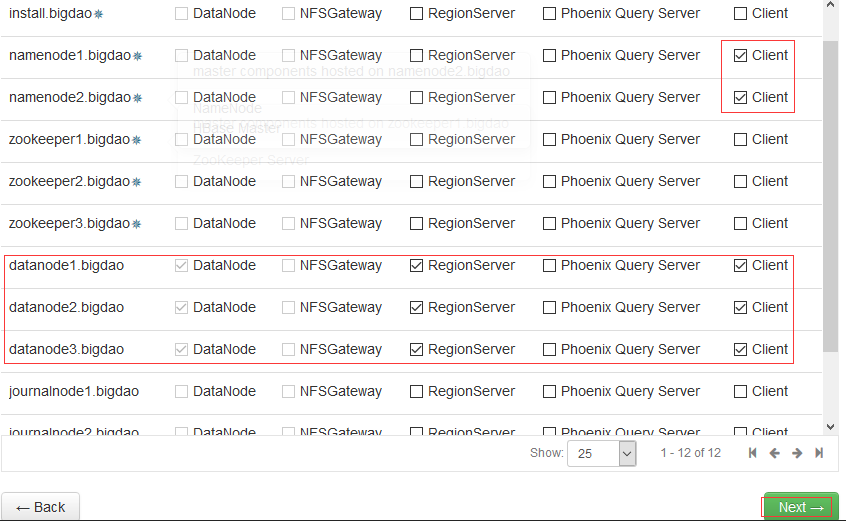 install.bigdao* DataNode NFSGateway RegionServer Phoenix Query Server Client
namenode1.bigdao* DataNode NFSGateway RegionServer Phoenix Query Server Client
master components hosted on namenode2.bigdao
namenode2.bigdao* DataNode NFSGateway RegionServer Phoenix Query Server Client
NameNode
master components hosted on zookeeper1.bigdao
HBase Master
zookeeper1.bigdao* DataNode NFSGateway RegionServer Phoenix Query Server Client
ZooKeeper Server
zookeeper2.bigdao* DataNode NFSGateway RegionServer Phoenix Query Server Client
zookeeper3.bigdao* DataNode NFSGateway RegionServer Phoenix Query Server Client
datanode1.bigdao DataNode NFSGateway RegionServer Phoenix Query Server Client
datanode2.bigdao DataNode NFSGateway RegionServer Phoenix Query Server Client
datanode3.bigdao DataNode NFSGateway RegionServer Phoenix Query Server Client
journalnode1.bigdao DataNode NFSGateway RegionServer Phoenix Query Server Client
journalnode2.bigdao DataNode NFSGateway RegionServer Phoenix Query Server Client
Show: 25 1 - 12 of 12
← Back Next →